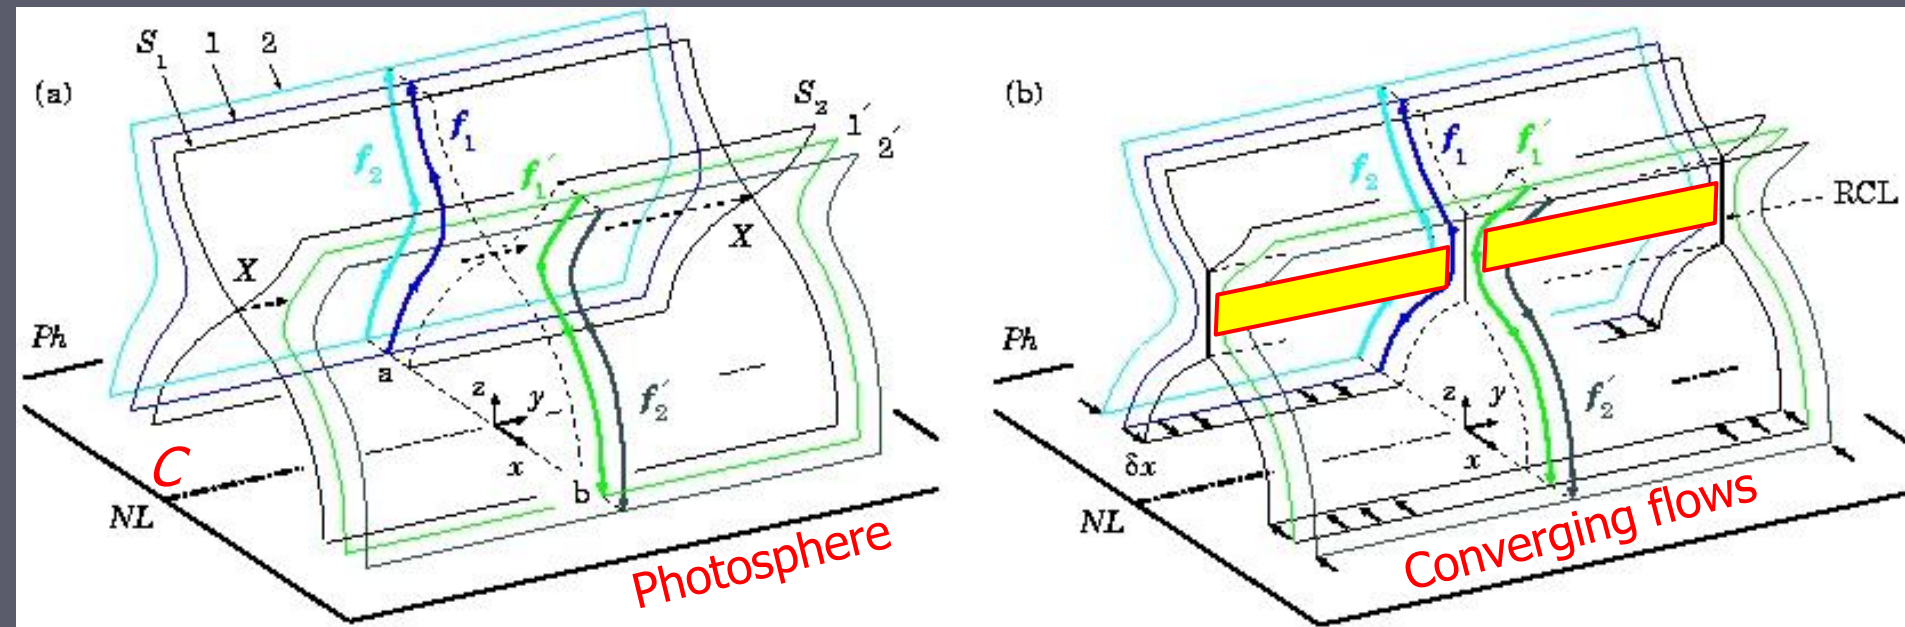 (a)
S₁ 1 2
S₂
1′
2′
f₁
f₂
f₁′
f₂′
X
X
Ph
a
b
z
y
x
C
NL
Photosphere
(b)
f₁
f₁′
f₂
f₂′
RCL
Ph
z
y
x
δx
NL
Converging flows